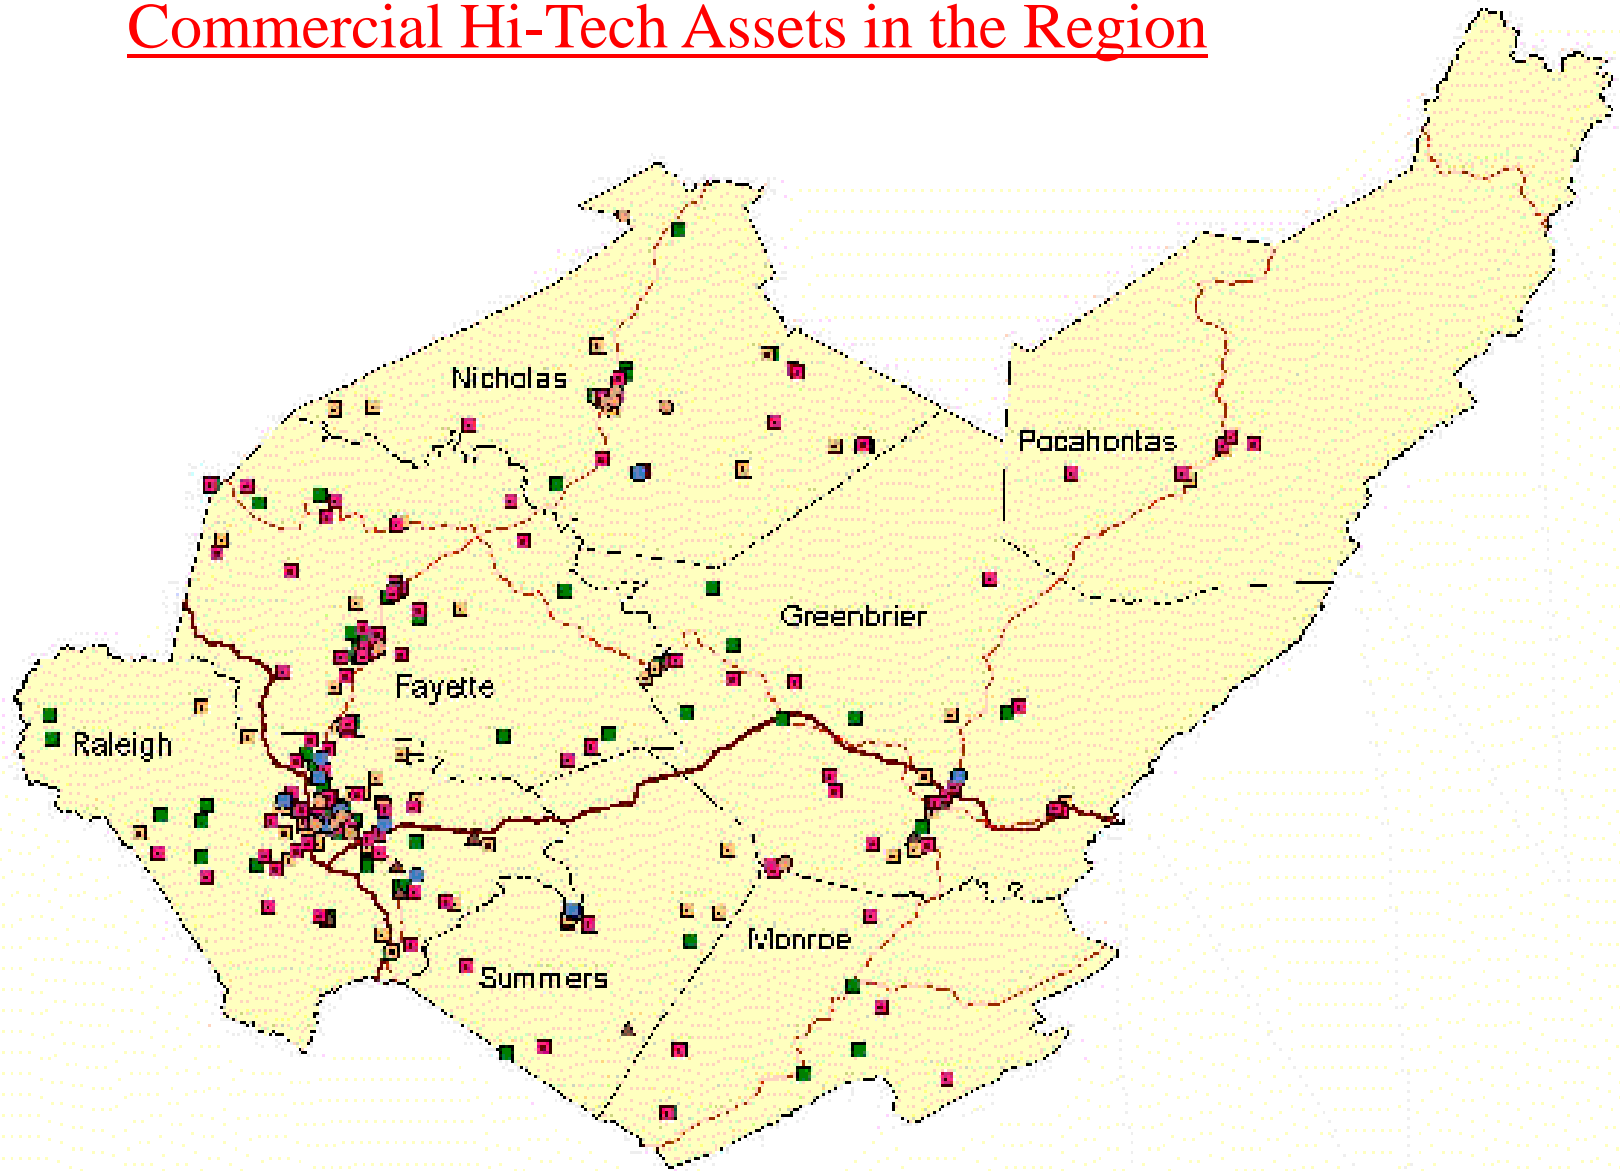 Commercial Hi-Tech Assets in the Region
Nicholas
Pocahontas
Greenbrier
Fayette
Raleigh
Monroe
Summers